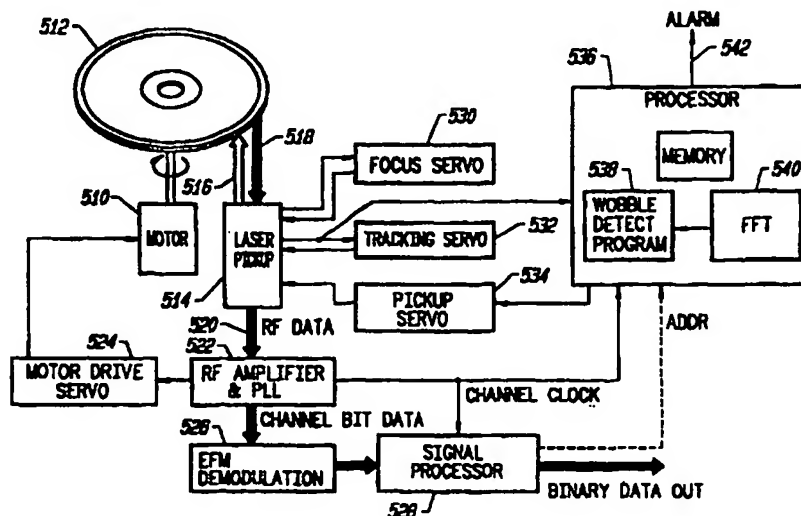 512
ALARM
542
536
PROCESSOR
518
530
FOCUS SERVO
MEMORY
538
540
516
510
MOTOR
LASER
PICKUP
WOBBLE
DETECT
PROGRAM
FFT
TRACKING SERVO
532
514
534
PICKUP
SERVO
520
RF DATA
ADDR
524
522
MOTOR DRIVE
SERVO
RF AMPLIFIER
& PLL
CHANNEL CLOCK
CHANNEL BIT DATA
526
EFM
DEMODULATION
SIGNAL
PROCESSOR
528
BINARY DATA OUT